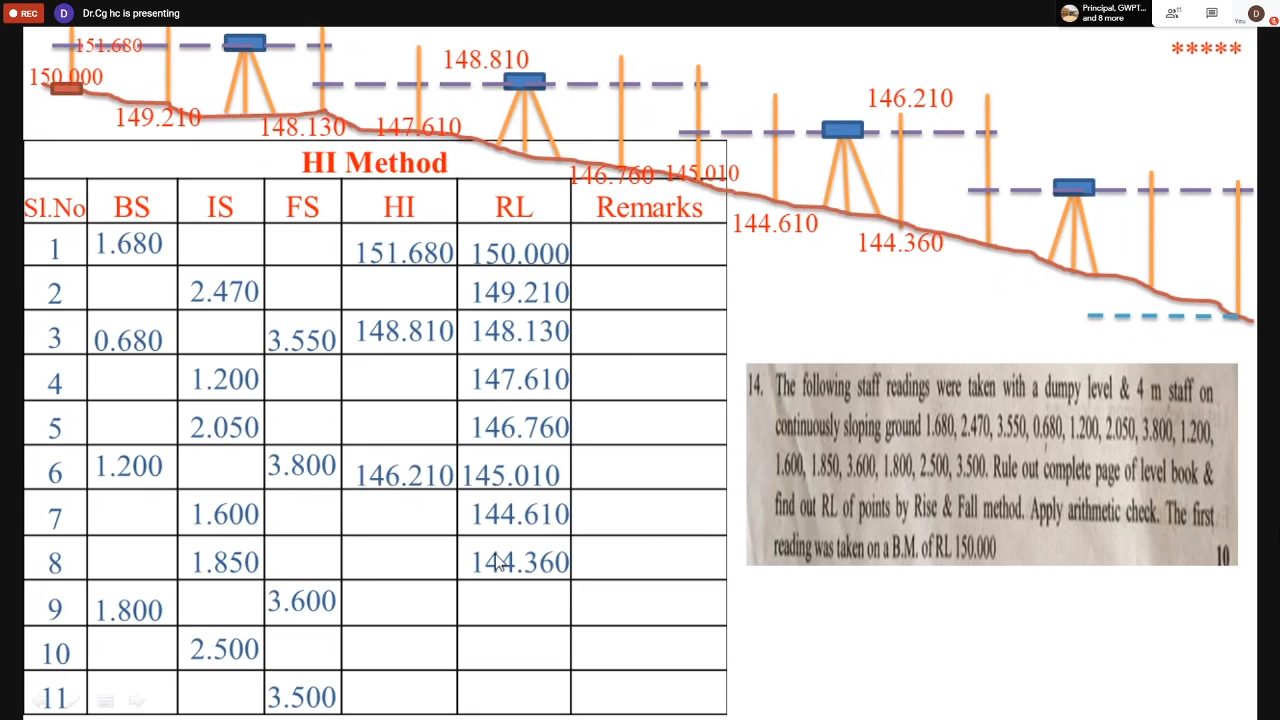 REC
D
Dr.Cg hc is presenting
Principal, GWPT...
and 8 more
11
You
D
*****
151.680
150.000
149.210
148.130
147.610
148.810
146.760
145.010
146.210
144.610
144.360
HI Method
Sl.No BS IS FS HI RL Remarks
1 1.680 151.680 150.000
2 2.470 149.210
3 0.680 3.550 148.810 148.130
4 1.200 147.610
5 2.050 146.760
6 1.200 3.800 146.210 145.010
7 1.600 144.610
8 1.850 144.360
9 1.800 3.600
10 2.500
11 3.500
14. The following staff readings were taken with a dumpy level & 4 m staff on
continuously sloping ground 1.680, 2.470, 3.550, 0.680, 1.200, 2.050, 3.800, 1.200,
1.600, 1.850, 3.600, 1.800, 2.500, 3.500. Rule out complete page of level book &
find out RL of points by Rise & Fall method. Apply arithmetic check. The first
reading was taken on a B.M. of RL 150.000
10